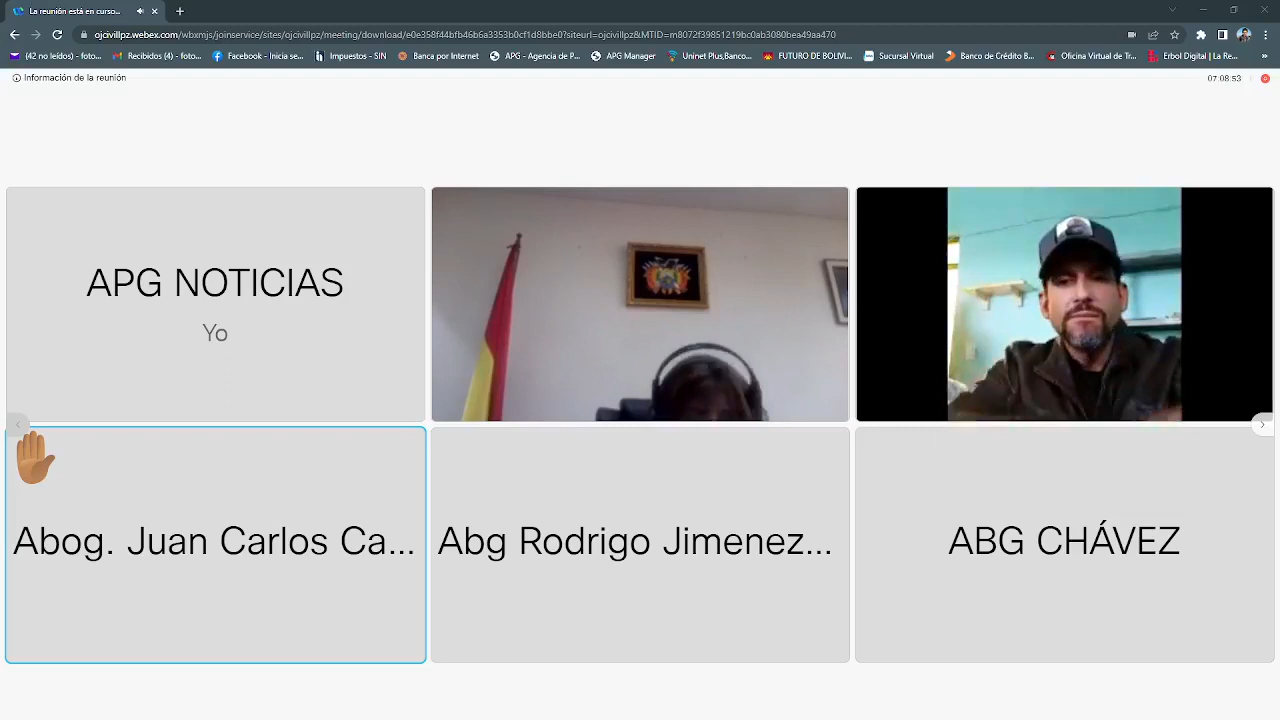 La reunión está en curso...
ojcivillpz.webex.com/wbxmjs/joinservice/sites/ojcivillpz/meeting/download/e0e358f44fb46b6a3353b0cf1d6b6be0?siteurl=ojcivillpz&MTID=m8072f39851219bc0ab3080bea49aa470
(42 no leídos) - foto...
Recibidos (4) - foto...
Facebook - Inicia se...
Impuestos - SIN
Banca por Internet
APG - Agencia de P...
APG Manager
Uninet Plus,Banco...
FUTURO DE BOLIVI...
Sucursal Virtual
Banco de Crédito B...
Oficina Virtual de Tr...
Erbol Digital | La Re...
Información de la reunión
07:08:53
APG NOTICIAS
Yo
Abog. Juan Carlos Ca...
Abg Rodrigo Jimenez...
ABG CHÁVEZ